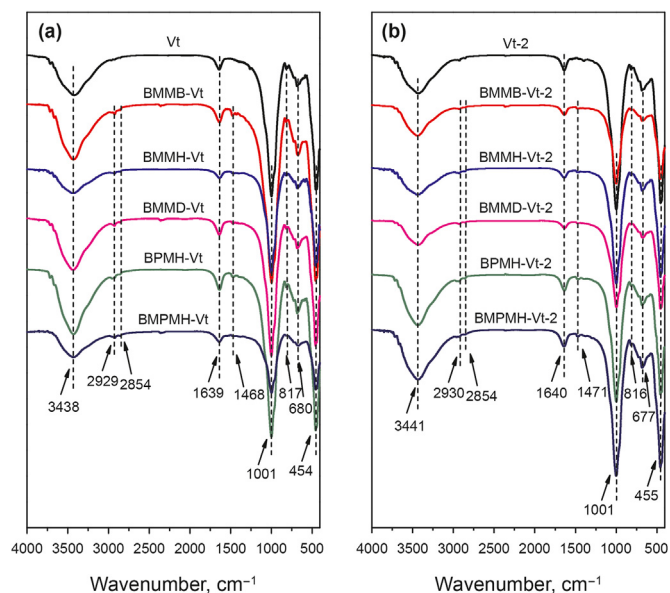 (a)
Vt
BMMB-Vt
BMMH-Vt
BMMD-Vt
BPMH-Vt
BMPMH-Vt
3438
2929
2854
1639
1468
817
680
1001
454
4000 3500 3000 2500 2000 1500 1000 500
Wavenumber, cm⁻¹
(b)
Vt-2
BMMB-Vt-2
BMMH-Vt-2
BMMD-Vt-2
BPMH-Vt-2
BMPMH-Vt-2
3441
2930
2854
1640
1471
816
677
1001
455
4000 3500 3000 2500 2000 1500 1000 500
Wavenumber, cm⁻¹